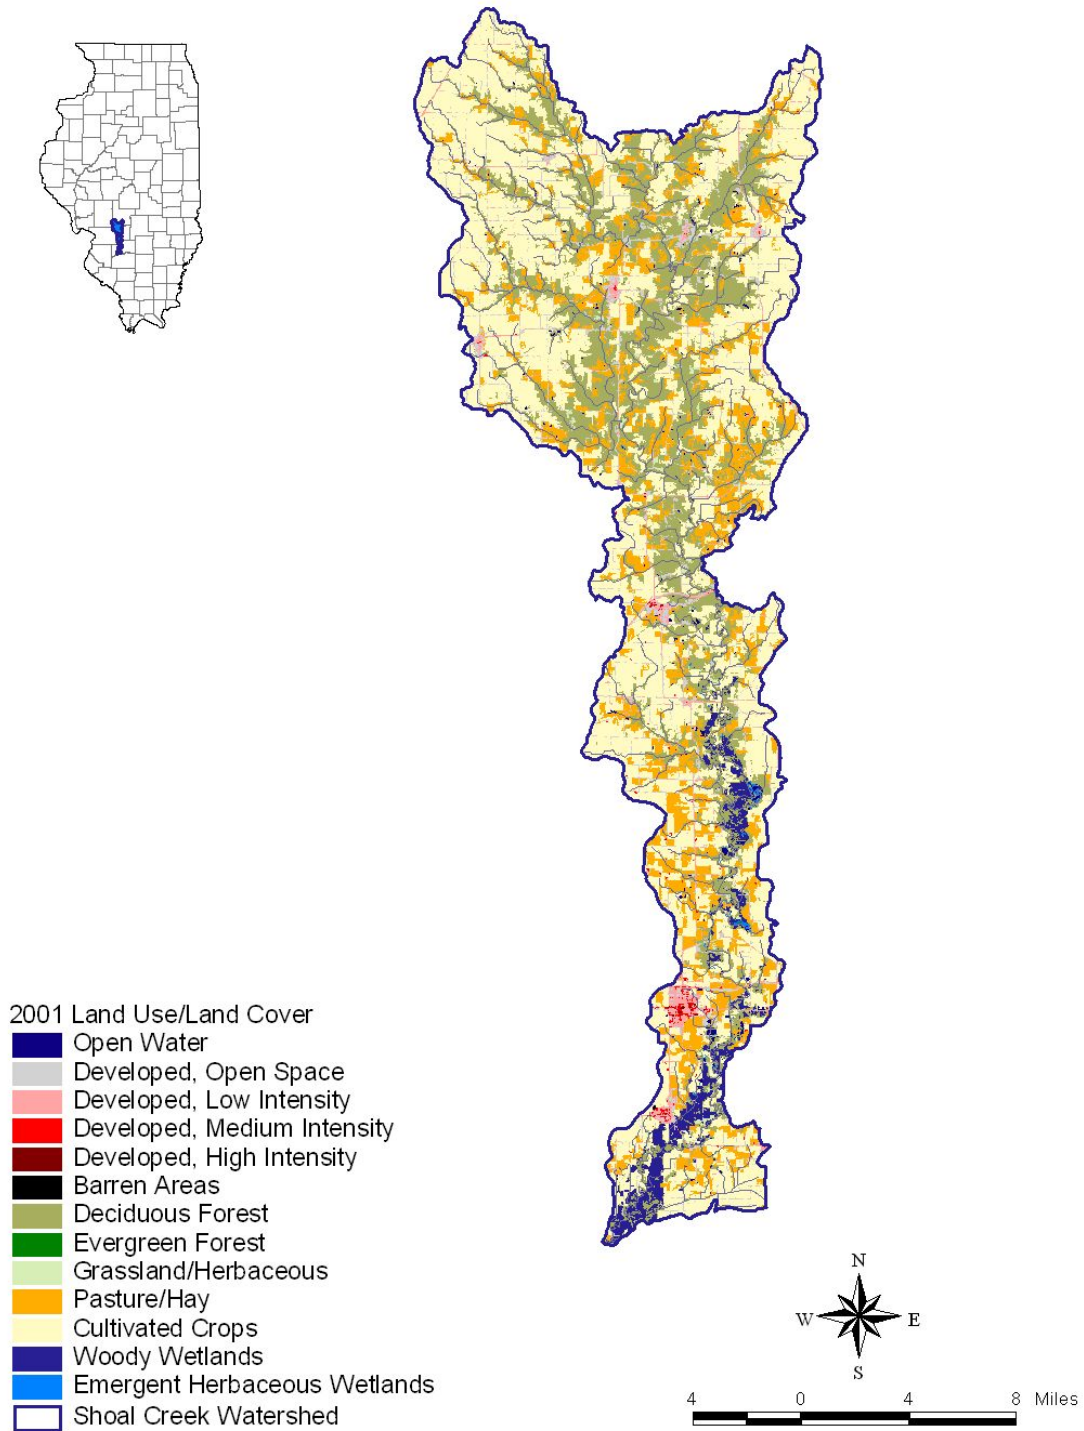 2001 Land Use/Land Cover
Open Water
Developed, Open Space
Developed, Low Intensity
Developed, Medium Intensity
Developed, High Intensity
Barren Areas
Deciduous Forest
Evergreen Forest
Grassland/Herbaceous
Pasture/Hay
Cultivated Crops
Woody Wetlands
Emergent Herbaceous Wetlands
Shoal Creek Watershed
N
W E
S
4 0 4 8 Miles